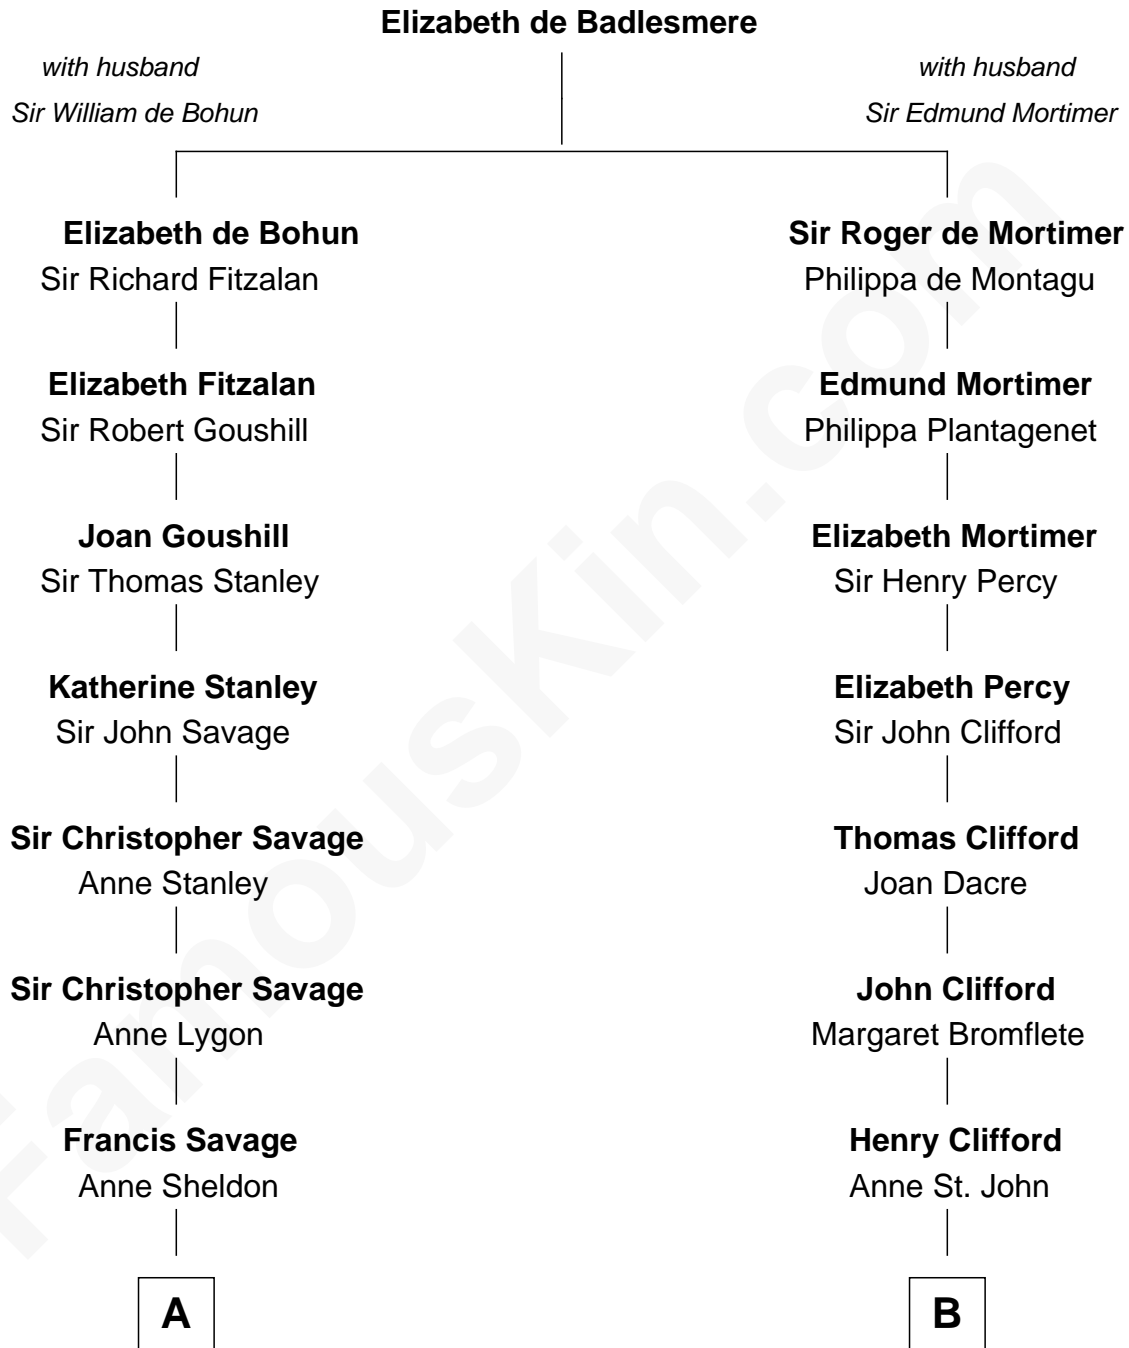 Elizabeth de Badlesmere
with husband
Sir William de Bohun
with husband
Sir Edmund Mortimer
Elizabeth de Bohun
Sir Richard Fitzalan
Sir Roger de Mortimer
Philippa de Montagu
Elizabeth Fitzalan
Sir Robert Goushill
Edmund Mortimer
Philippa Plantagenet
Joan Goushill
Sir Thomas Stanley
Elizabeth Mortimer
Sir Henry Percy
Katherine Stanley
Sir John Savage
Elizabeth Percy
Sir John Clifford
Sir Christopher Savage
Anne Stanley
Thomas Clifford
Joan Dacre
Sir Christopher Savage
Anne Lygon
John Clifford
Margaret Bromflete
Francis Savage
Anne Sheldon
Henry Clifford
Anne St. John
A
B
FamousKin.com